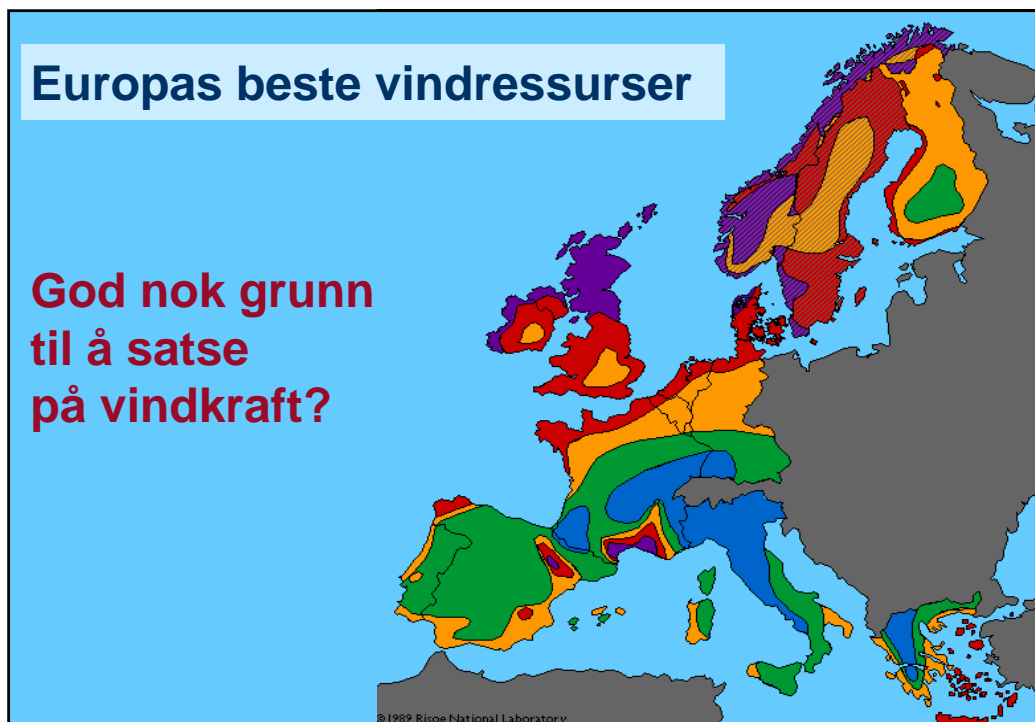 Europas beste vindressurser
God nok grunn
til å satse
på vindkraft?
©1989 Risoe National Laboratory